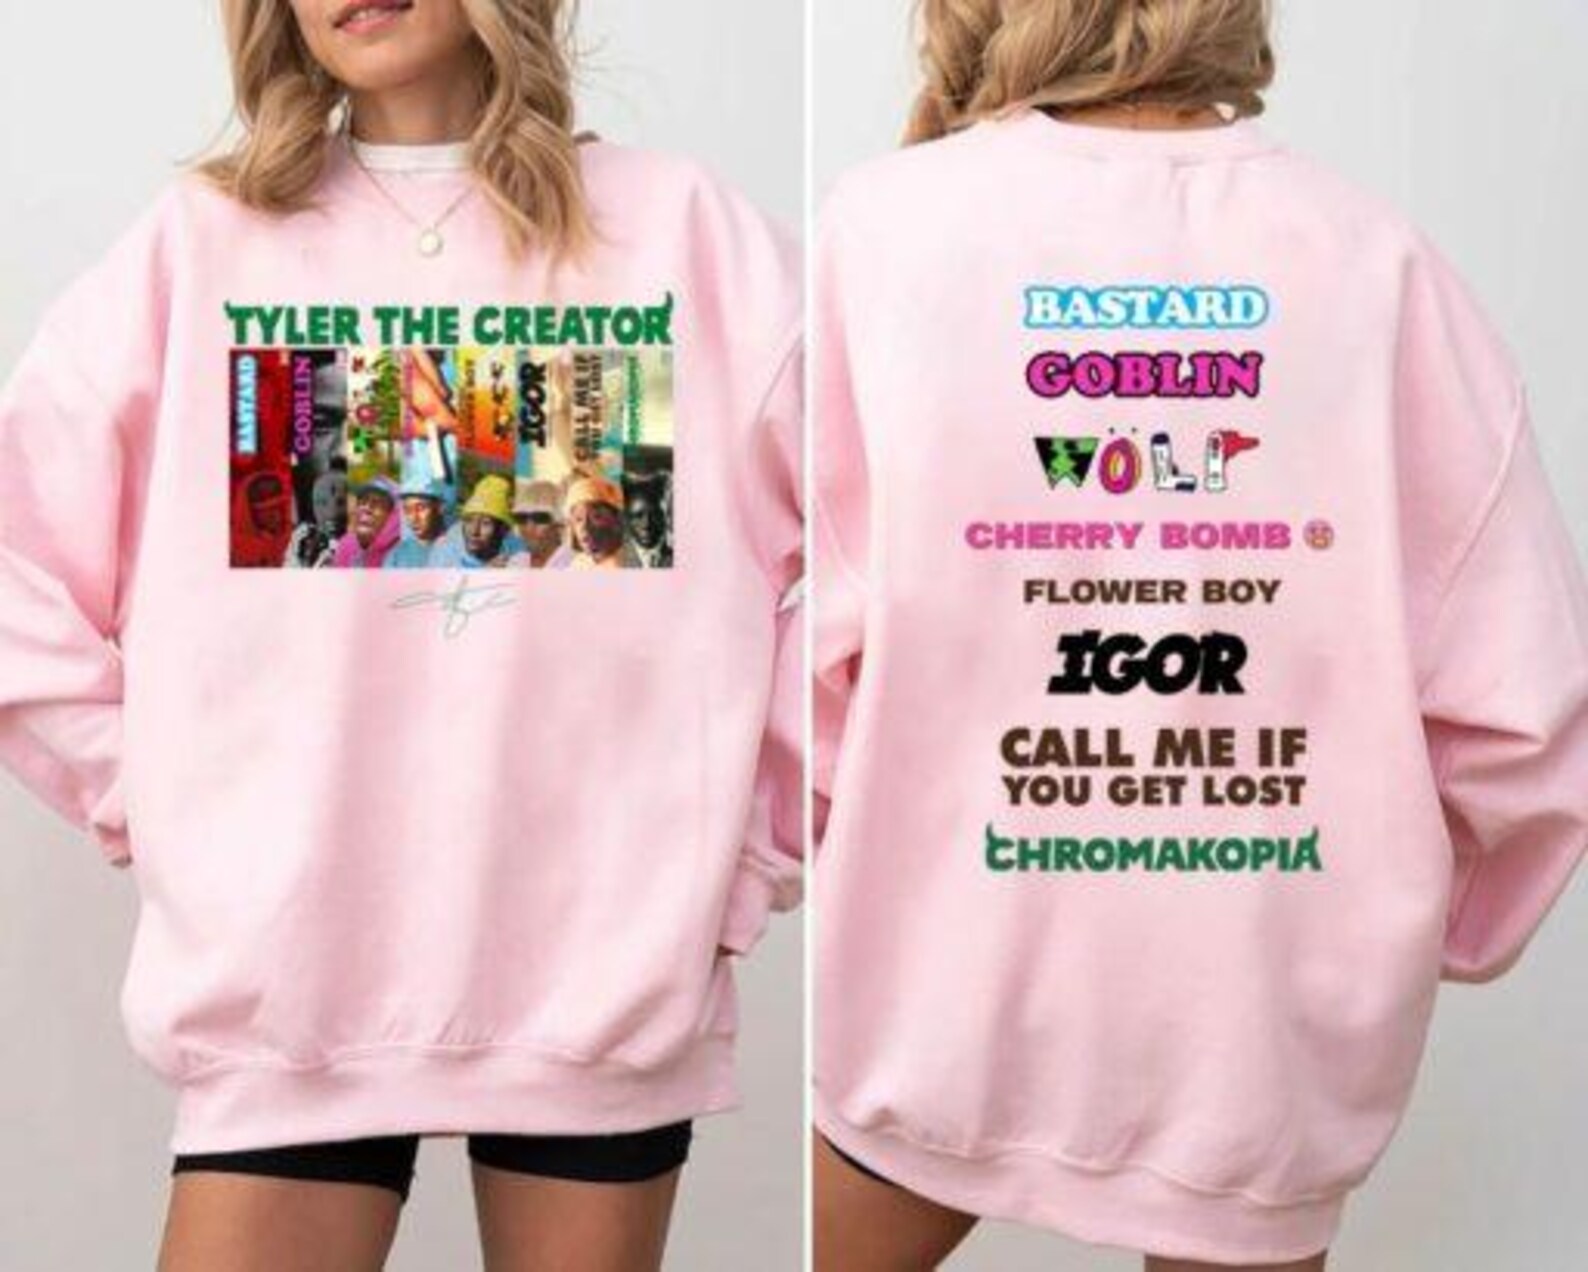 TYLER THE CREATOR
BASTARD
GOBLIN
IGOR
CALL ME IF
YOU GET LOST
CHROMAKOPIA
BASTARD
GOBLIN
WOLF
CHERRY BOMB
FLOWER BOY
IGOR
CALL ME IF
YOU GET LOST
CHROMAKOPIA